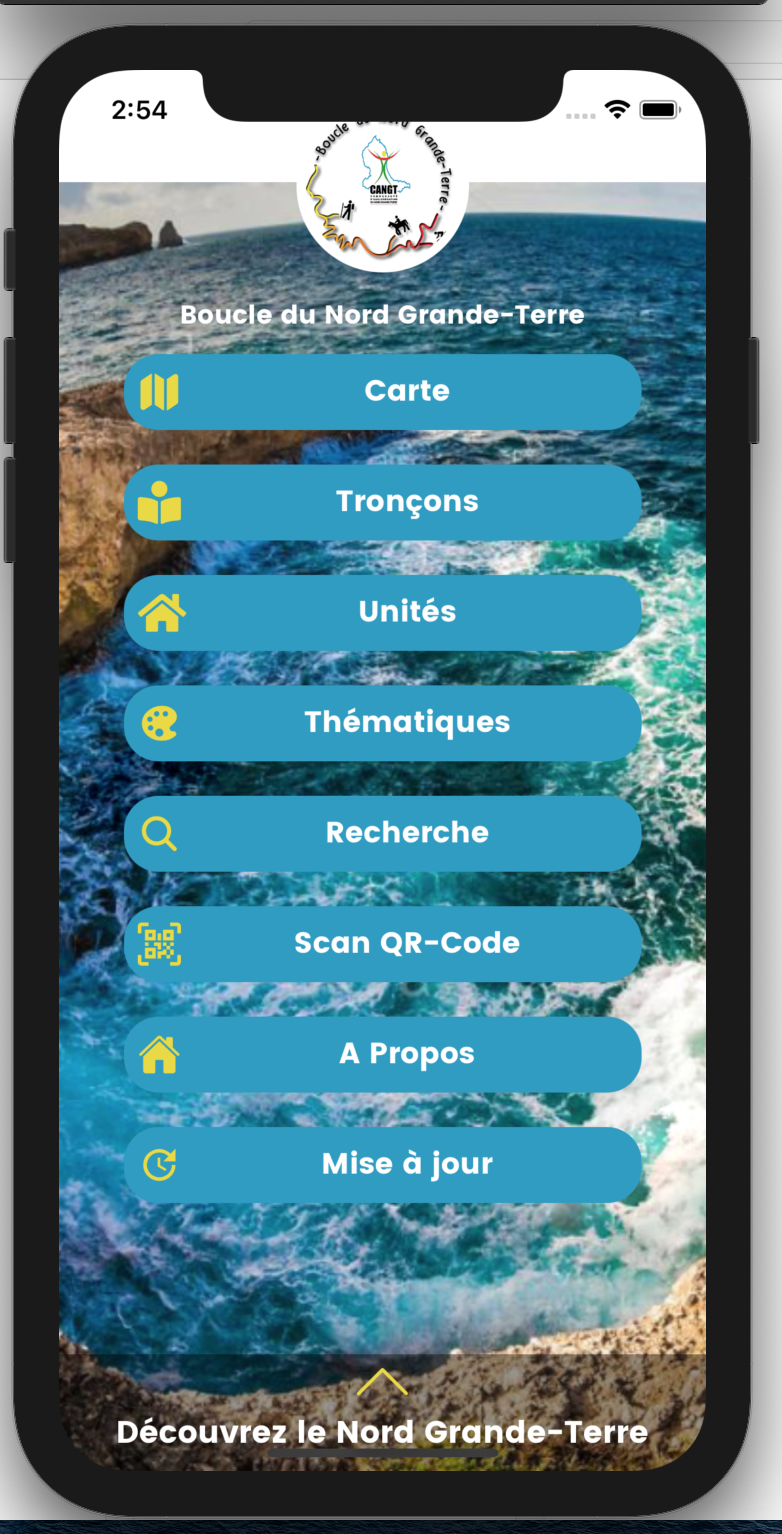 2:54
-Boucle du Nord Grande-Terre-
CANGT
Boucle du Nord Grande-Terre
Carte
Tronçons
Unités
Thématiques
Recherche
Scan QR-Code
A Propos
Mise à jour
Découvrez le Nord Grande-Terre